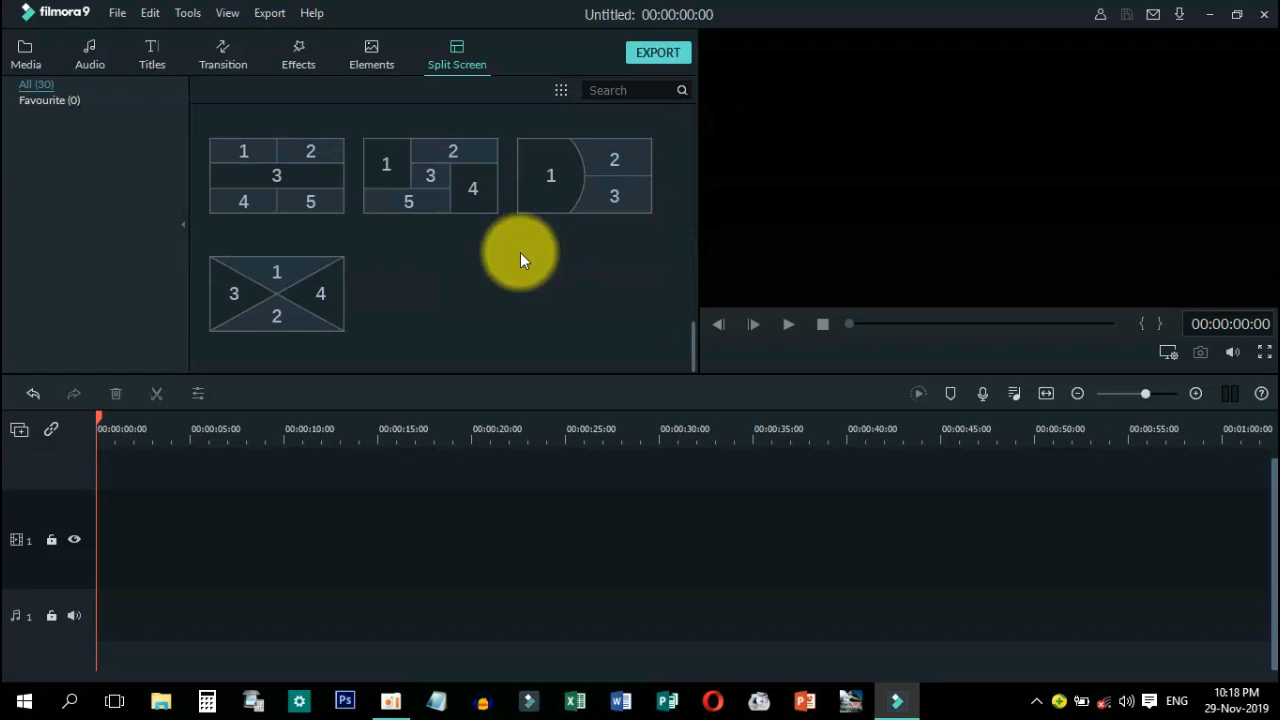 filmora9 File Edit Tools View Export Help Untitled: 00:00:00:00
Media Audio Titles Transition Effects Elements Split Screen EXPORT
All (30)
Favourite (0)
Search
1 2
3
4 5
1 2
3 4
5
1 2
3
1
3 4
2
{ } 00:00:00:00
00:00:00:00 00:00:05:00 00:00:10:00 00:00:15:00 00:00:20:00 00:00:25:00 00:00:30:00 00:00:35:00 00:00:40:00 00:00:45:00 00:00:50:00 00:00:55:00 00:01:00:00
1
1
Ps
ENG
10:18 PM
29-Nov-2019